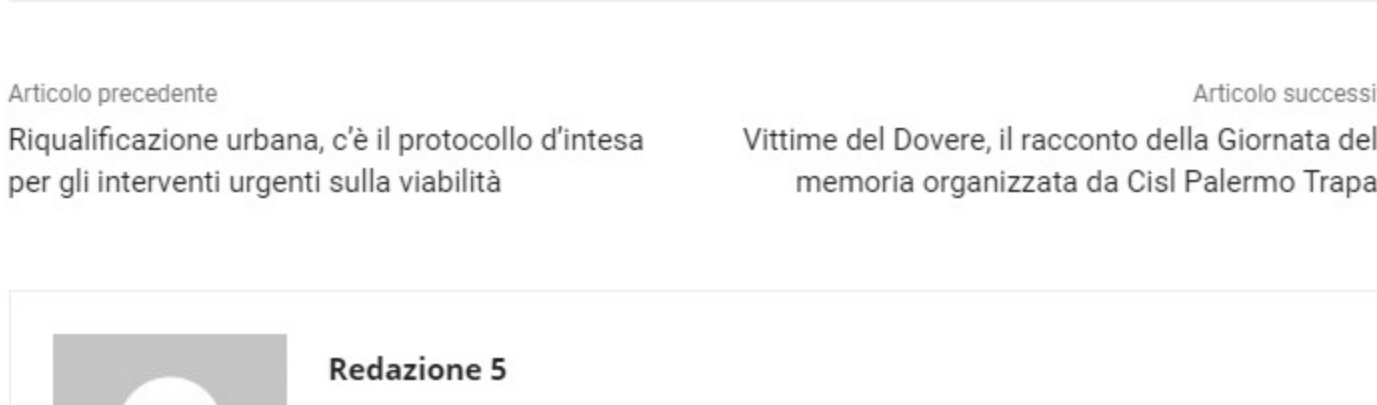 Articolo precedente
Riqualificazione urbana, c’è il protocollo d’intesa
per gli interventi urgenti sulla viabilità
Articolo successi
Vittime del Dovere, il racconto della Giornata del
memoria organizzata da Cisl Palermo Trapa
Redazione 5